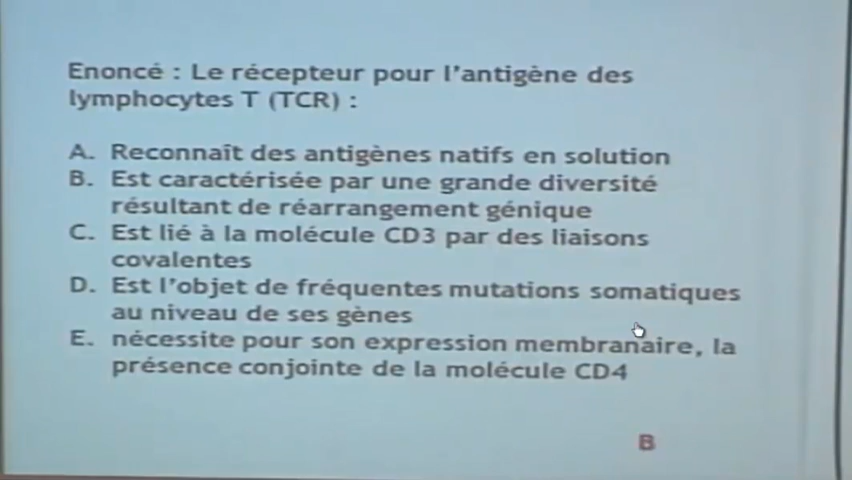 Enoncé : Le récepteur pour l'antigène des
lymphocytes T (TCR) :
A. Reconnaît des antigènes natifs en solution
B. Est caractérisée par une grande diversité
résultant de réarrangement génique
C. Est lié à la molécule CD3 par des liaisons
covalentes
D. Est l'objet de fréquentes mutations somatiques
au niveau de ses gènes
E. nécessite pour son expression membranaire, la
présence conjointe de la molécule CD4
B